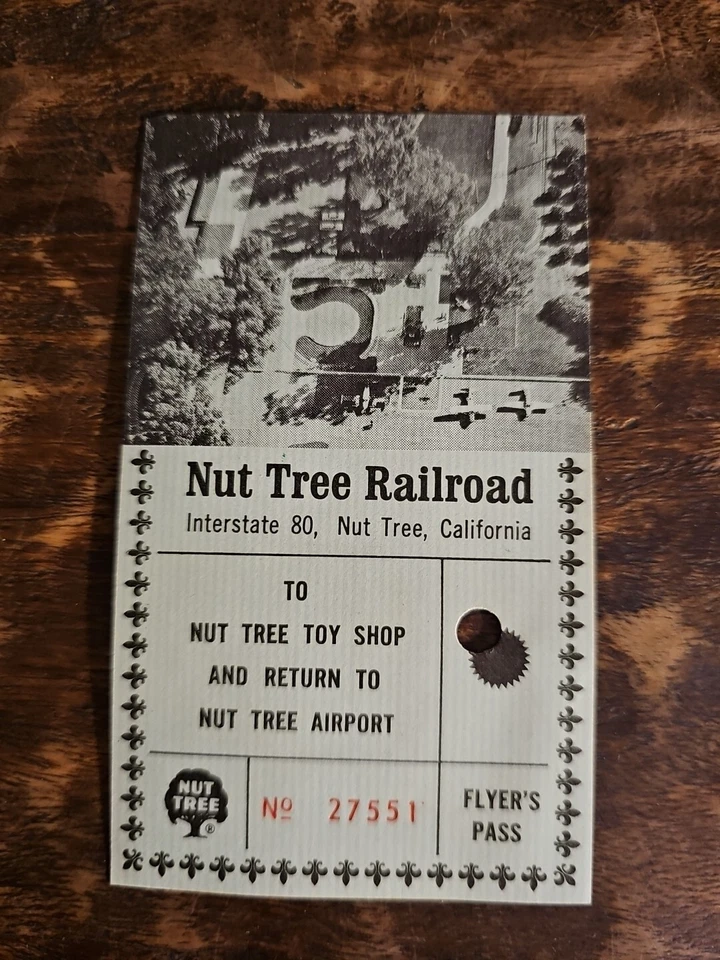 Nut Tree Railroad
Interstate 80, Nut Tree, California
TO
NUT TREE TOY SHOP
AND RETURN TO
NUT TREE AIRPORT
NUT
TREE
®
Nº 27551
FLYER'S
PASS